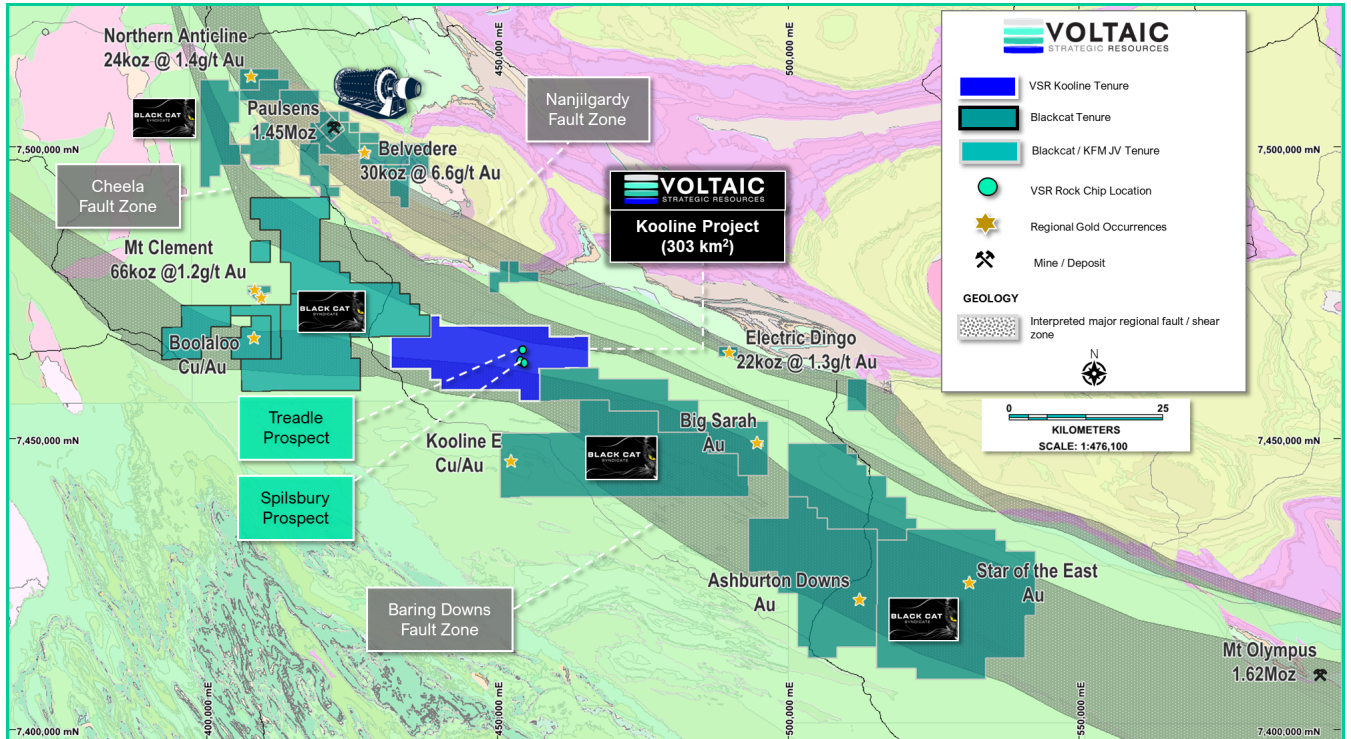 Northern Anticline
24koz @ 1.4g/t Au
BLACK CAT
SYNDICATE
Paulsens
1.45Moz
Belvedere
30koz @ 6.6g/t Au
450,000 mE
500,000 mE
Nanjilgardy
Fault Zone
7,500,000 mN
7,500,000 mN
Cheela
Fault Zone
VOLTAIC
STRATEGIC RESOURCES
Kooline Project
(303 km²)
Mt Clement
66koz @1.2g/t Au
BLACK CAT
SYNDICATE
Boolaloo
Cu/Au
Electric Dingo
22koz @ 1.3g/t Au
Treadle
Prospect
Spilsbury
Prospect
Kooline E
Cu/Au
BLACK CAT
SYNDICATE
Big Sarah
Au
7,450,000 mN
7,450,000 mN
Ashburton Downs
Au
BLACK CAT
SYNDICATE
Star of the East
Au
Baring Downs
Fault Zone
Mt Olympus
1.62Moz
400,000 mE
450,000 mE
500,000 mE
550,000 mE
7,400,000 mN
7,400,000 mN
VOLTAIC
STRATEGIC RESOURCES
VSR Kooline Tenure
Blackcat Tenure
Blackcat / KFM JV Tenure
VSR Rock Chip Location
Regional Gold Occurrences
Mine / Deposit
GEOLOGY
Interpreted major regional fault / shear
zone
N
0 25
KILOMETERS
SCALE: 1:476,100